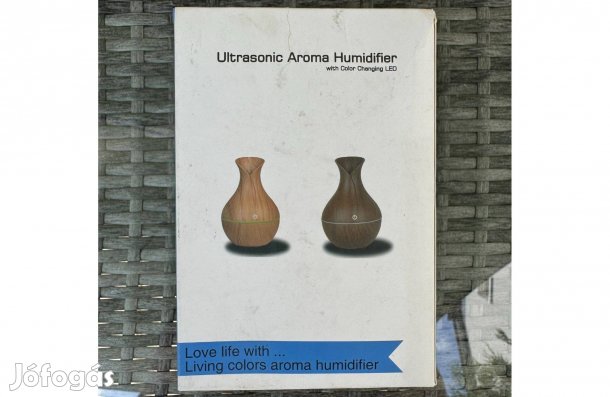 Ultrasonic Aroma Humidifier
with Color Changing LED
Love life with ...
Living colors aroma humidifier
Jófogás